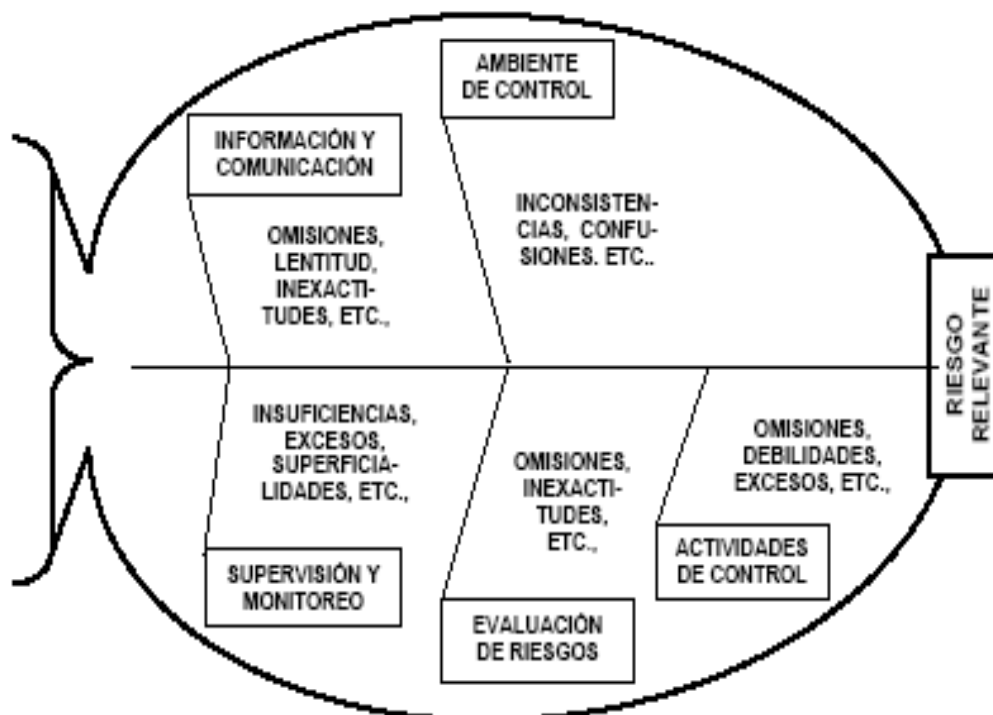 AMBIENTE
DE CONTROL
INFORMACIÓN Y
COMUNICACIÓN
INCONSISTEN-
CIAS, CONFU-
SIONES. ETC..
OMISIONES,
LENTITUD,
INEXACTI-
TUDES, ETC.,
RIESGO
RELEVANTE
INSUFICIENCIAS,
EXCESOS,
SUPERFICIA-
LIDADES, ETC.,
OMISIONES,
INEXACTI-
TUDES,
ETC.,
OMISIONES,
DEBILIDADES,
EXCESOS, ETC.,
SUPERVISIÓN Y
MONITOREO
EVALUACIÓN
DE RIESGOS
ACTIVIDADES
DE CONTROL